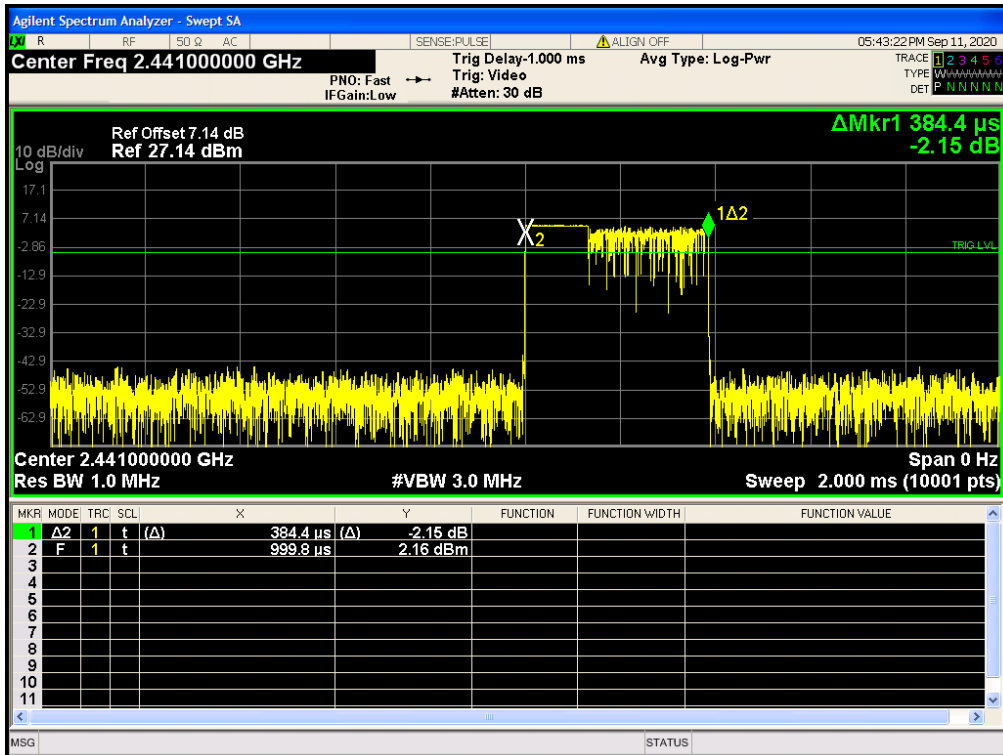 Agilent Spectrum Analyzer - Swept SA
LXI R RF 50 Ω AC SENSE:PULSE ALIGN OFF 05:43:22 PM Sep 11, 2020
Center Freq 2.441000000 GHz Trig Delay-1.000 ms Avg Type: Log-Pwr TRACE 1 2 3 4 5 6
PNO: Fast Trig: Video TYPE W
IFGain:Low #Atten: 30 dB DET P N N N N N
ΔMkr1 384.4 µs
-2.15 dB
Ref Offset 7.14 dB
10 dB/div Ref 27.14 dBm
Log
17.1
7.14
-2.86
-12.9
-22.9
-32.9
-42.9
-52.9
-62.9
1Δ2
2
TRIG LVL
Center 2.441000000 GHz Span 0 Hz
Res BW 1.0 MHz #VBW 3.0 MHz Sweep 2.000 ms (10001 pts)
MKR MODE TRC SCL X Y FUNCTION FUNCTION WIDTH FUNCTION VALUE
1 Δ2 1 t (Δ) 384.4 µs (Δ) -2.15 dB
2 F 1 t 999.8 µs 2.16 dBm
3
4
5
6
7
8
9
10
11
MSG STATUS